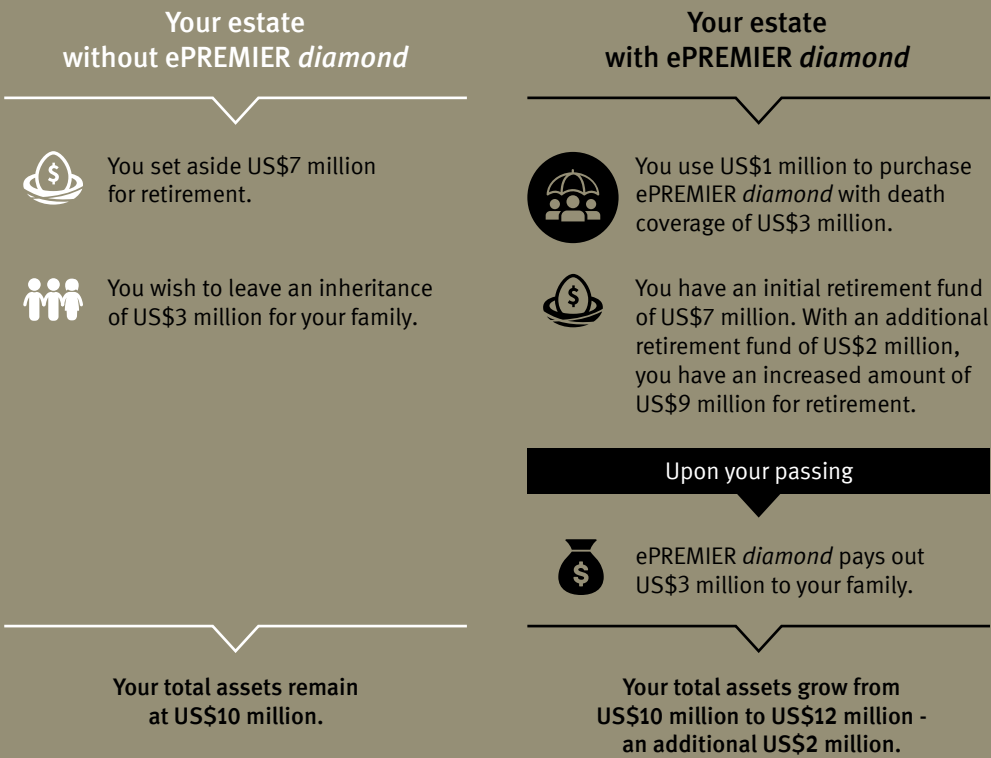 Your estate
without ePREMIER diamond
$
You set aside US$7 million
for retirement.
You wish to leave an inheritance
of US$3 million for your family.
Your total assets remain
at US$10 million.
Your estate
with ePREMIER diamond
You use US$1 million to purchase
ePREMIER diamond with death
coverage of US$3 million.
$
You have an initial retirement fund
of US$7 million. With an additional
retirement fund of US$2 million,
you have an increased amount of
US$9 million for retirement.
Upon your passing
$
ePREMIER diamond pays out
US$3 million to your family.
Your total assets grow from
US$10 million to US$12 million -
an additional US$2 million.